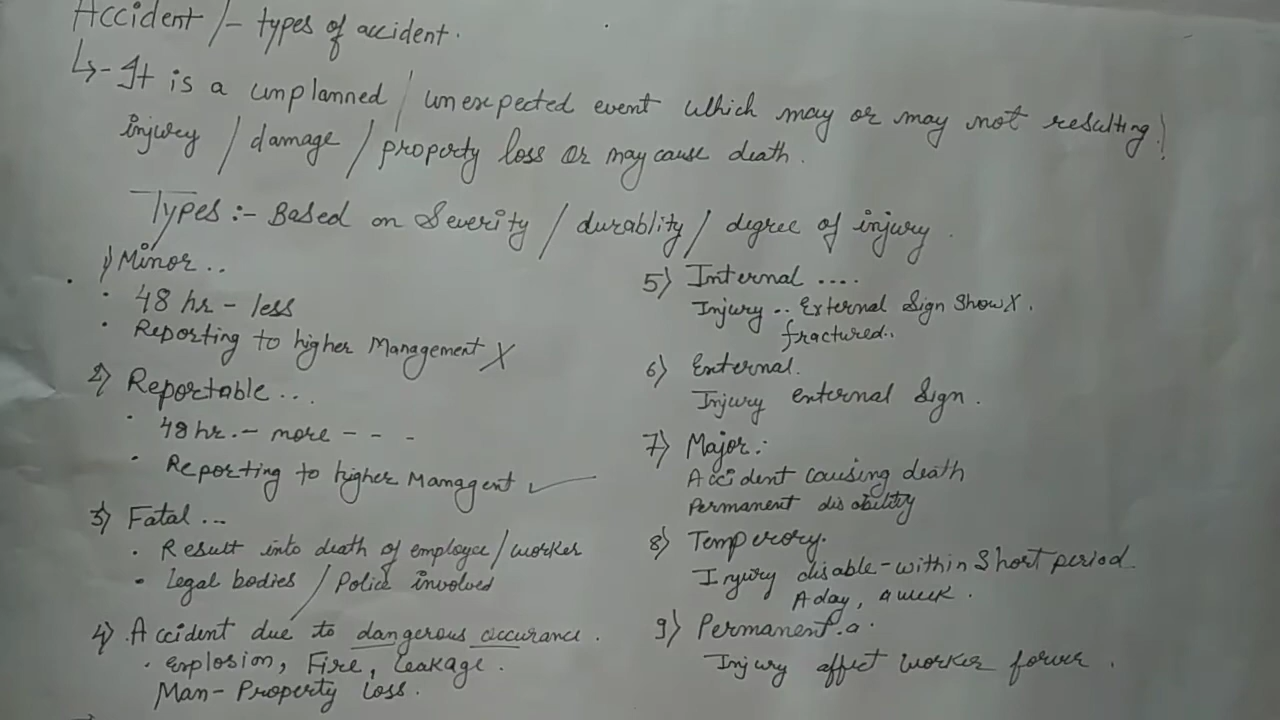 Accident /- types of accident.
↳- It is a unplanned / unexpected event which may or may not resulting /
injury / damage / property loss or may cause death.
Types :- Based on Severity / durablity / degree of injury.
1) Minor..
• 48 hr - less
• Reporting to higher Management X
2) Reportable...
• 48 hr. - more - - -
• Reporting to higher Managent ✓
3) Fatal...
• Result into death of employee / worker
• Legal bodies / Police involved
4) Accident due to dangerous occurance.
• Explosion, Fire, Leakage.
Man-Property loss.
5) Internal ....
Injury .. External Sign Show X.
fractured..
6) External.
Injury external Sign.
7) Major.:
Accident causing death
Permanent disability
8) Temperory.
Injury disable-within Short period.
A day, a week.
9) Permanent.
Injury affect worker forver.